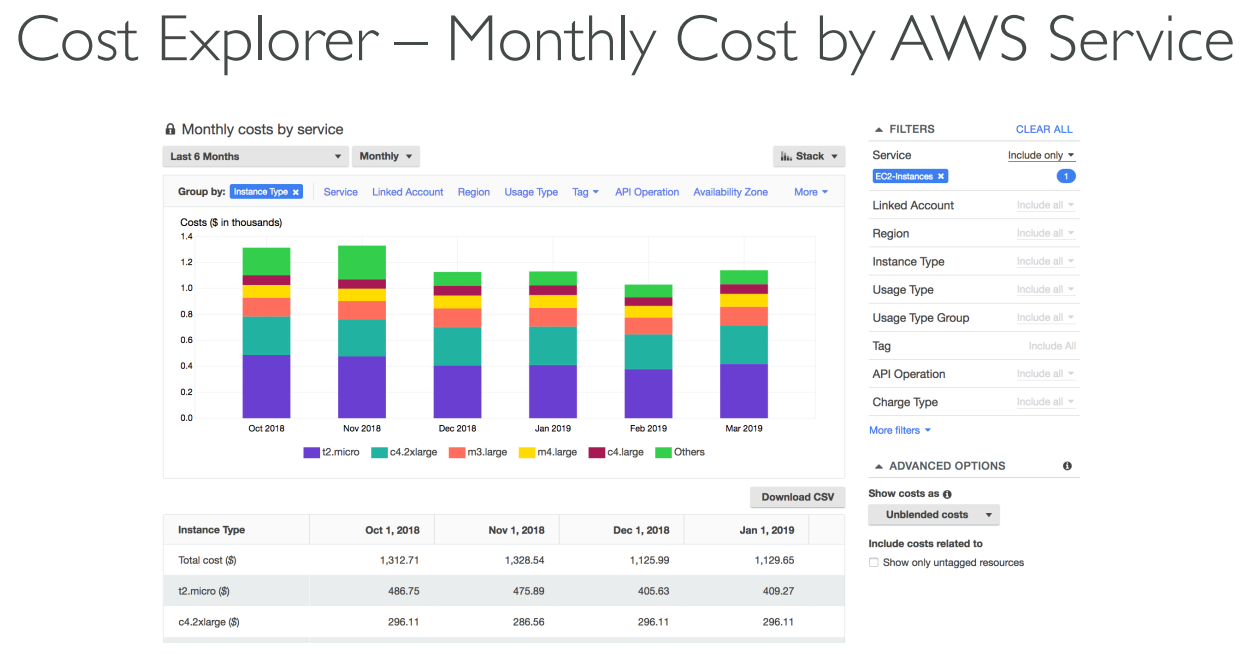 Cost Explorer – Monthly Cost by AWS Service
Monthly costs by service
Last 6 Months Monthly Stack
Group by: Instance Type × Service Linked Account Region Usage Type Tag API Operation Availability Zone More
Costs ($ in thousands)
1.4
1.2
1.0
0.8
0.6
0.4
0.2
0.0
Oct 2018 Nov 2018 Dec 2018 Jan 2019 Feb 2019 Mar 2019
t2.micro c4.2xlarge m3.large m4.large c4.large Others
Download CSV
Instance Type Oct 1, 2018 Nov 1, 2018 Dec 1, 2018 Jan 1, 2019
Total cost ($) 1,312.71 1,328.54 1,125.99 1,129.65
t2.micro ($) 486.75 475.89 405.63 409.27
c4.2xlarge ($) 296.11 286.56 296.11 296.11
FILTERS CLEAR ALL
Service Include only
EC2-Instances × 1
Linked Account Include all
Region Include all
Instance Type Include all
Usage Type Include all
Usage Type Group Include all
Tag Include All
API Operation Include all
Charge Type Include all
More filters
ADVANCED OPTIONS
Show costs as
Unblended costs
Include costs related to
Show only untagged resources